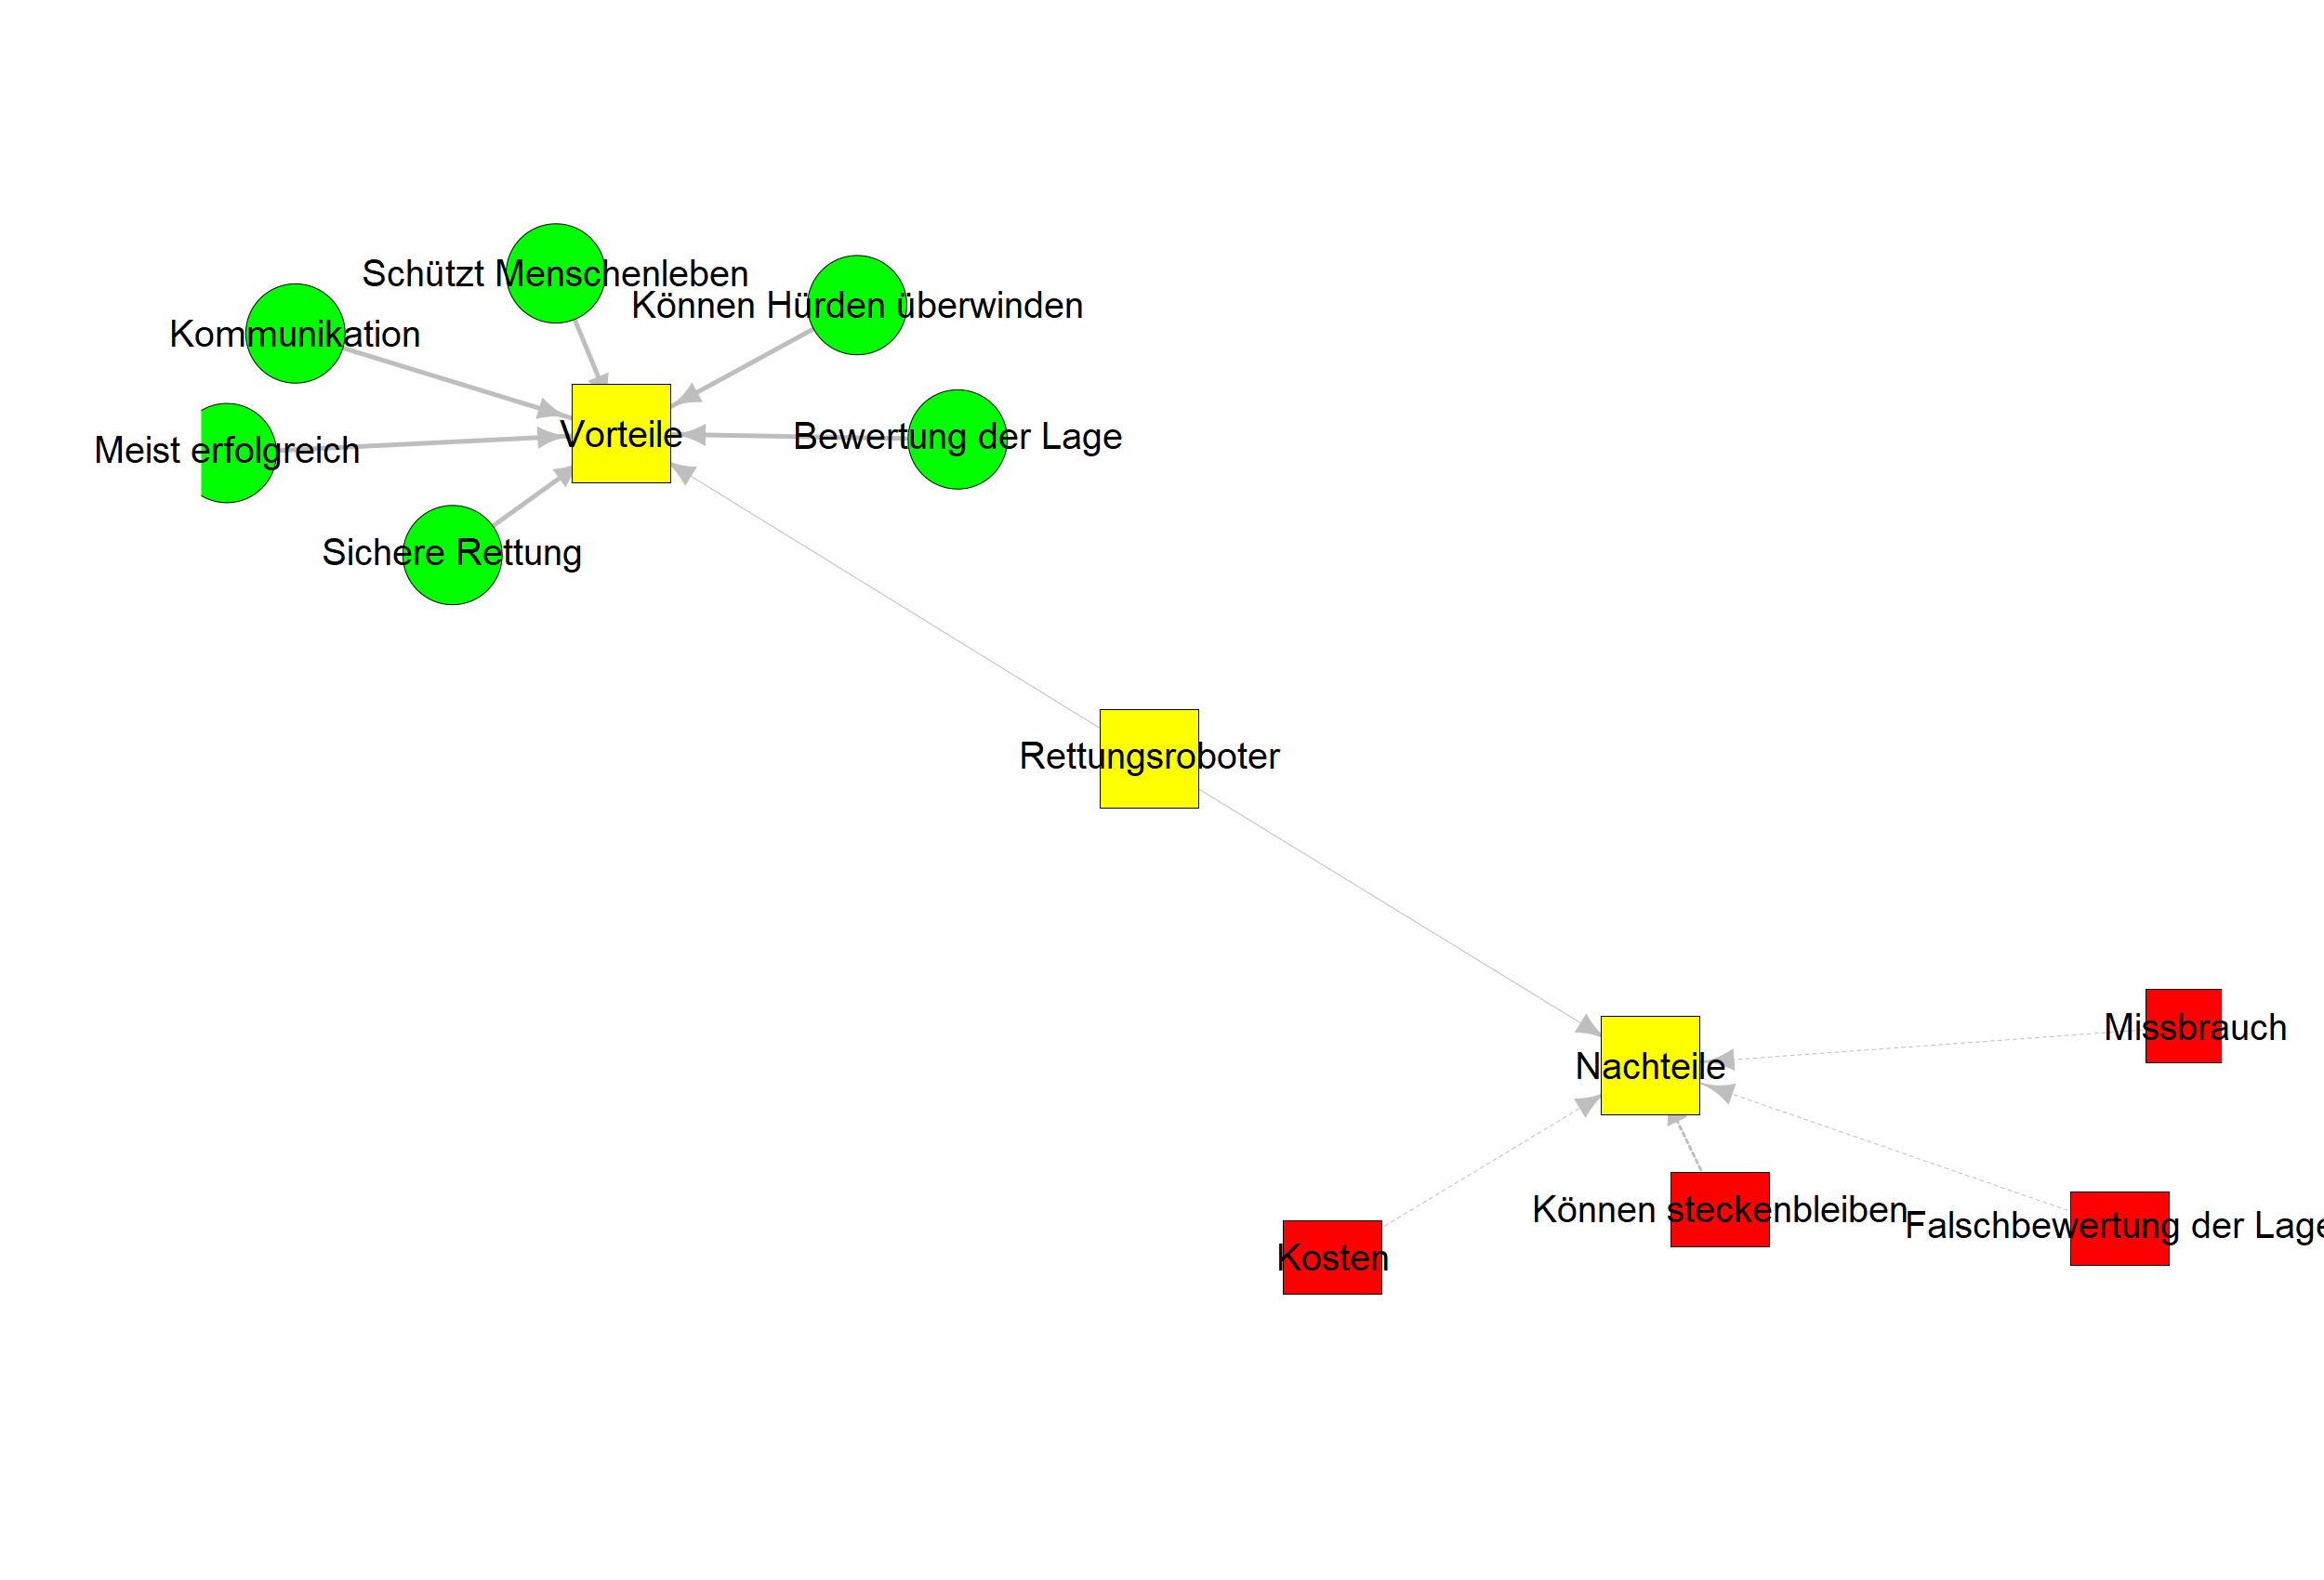 Schützt Menschenleben
Können Hürden überwinden
Kommunikation
Vorteile
Bewertung der Lage
Meist erfolgreich
Sichere Rettung
Rettungsroboter
Missbrauch
Nachteile
Können steckenbleiben
Falschbewertung der Lage
Kosten